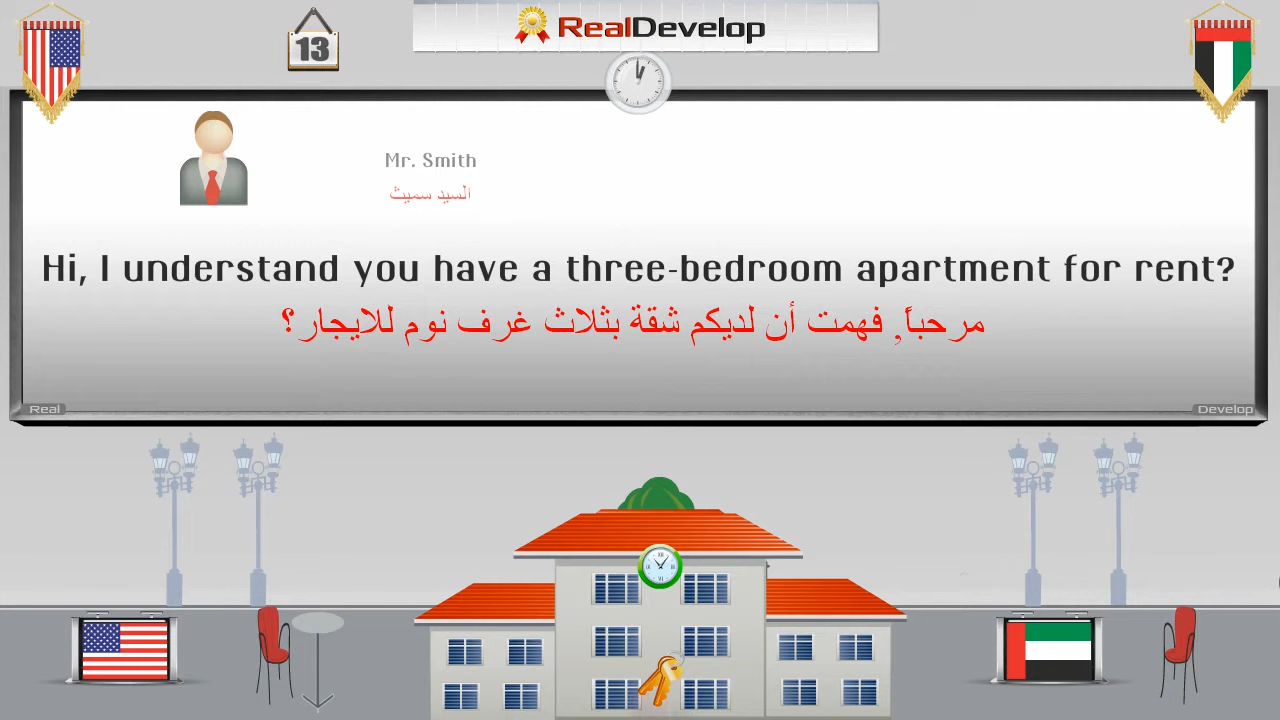 RealDevelop
13
Mr. Smith
السيد سميث
Hi, I understand you have a three-bedroom apartment for rent?
مرحباً, فهمت أن لديكم شقة بثلاث غرف نوم للايجار؟
Real
Develop